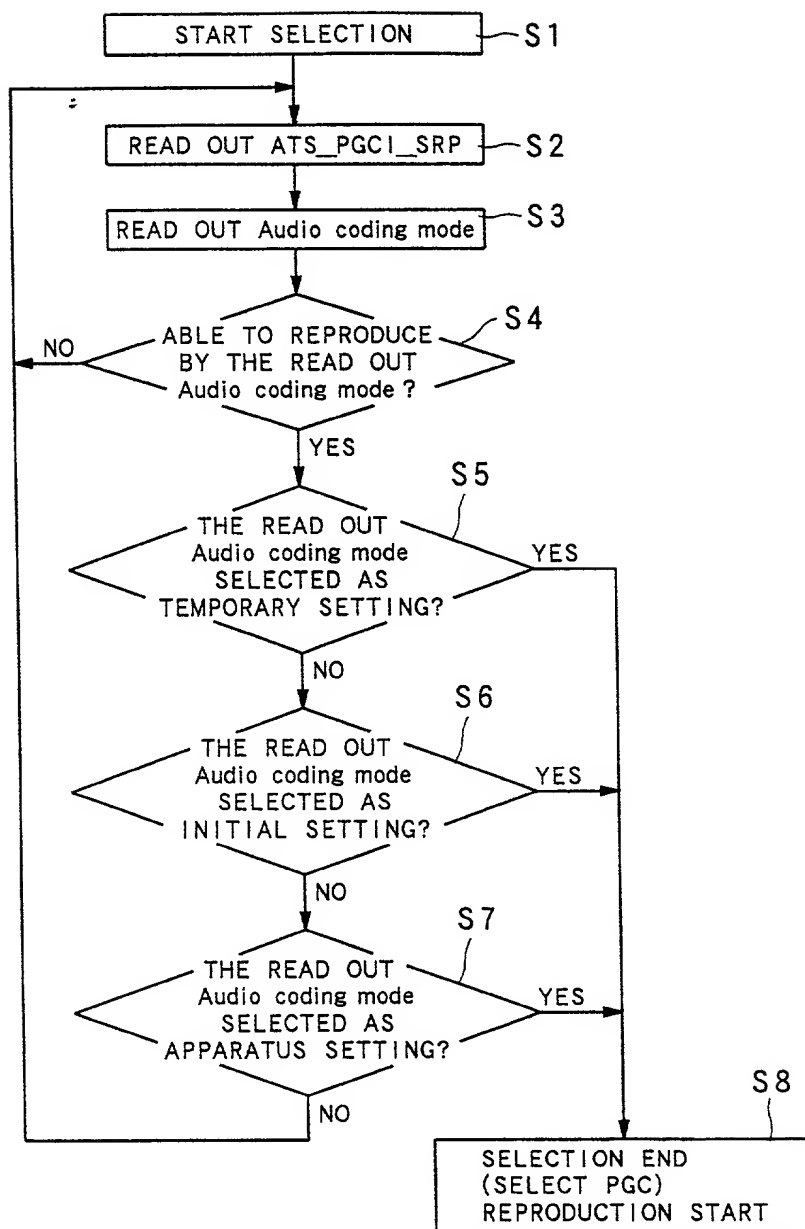 START SELECTION
S1
READ OUT ATS_PGCI_SRP
S2
READ OUT Audio coding mode
S3
ABLE TO REPRODUCE
BY THE READ OUT
Audio coding mode?
S4
NO
YES
THE READ OUT
Audio coding mode
SELECTED AS
TEMPORARY SETTING?
S5
YES
NO
THE READ OUT
Audio coding mode
SELECTED AS
INITIAL SETTING?
S6
YES
NO
THE READ OUT
Audio coding mode
SELECTED AS
APPARATUS SETTING?
S7
YES
NO
S8
SELECTION END
(SELECT PGC)
REPRODUCTION START